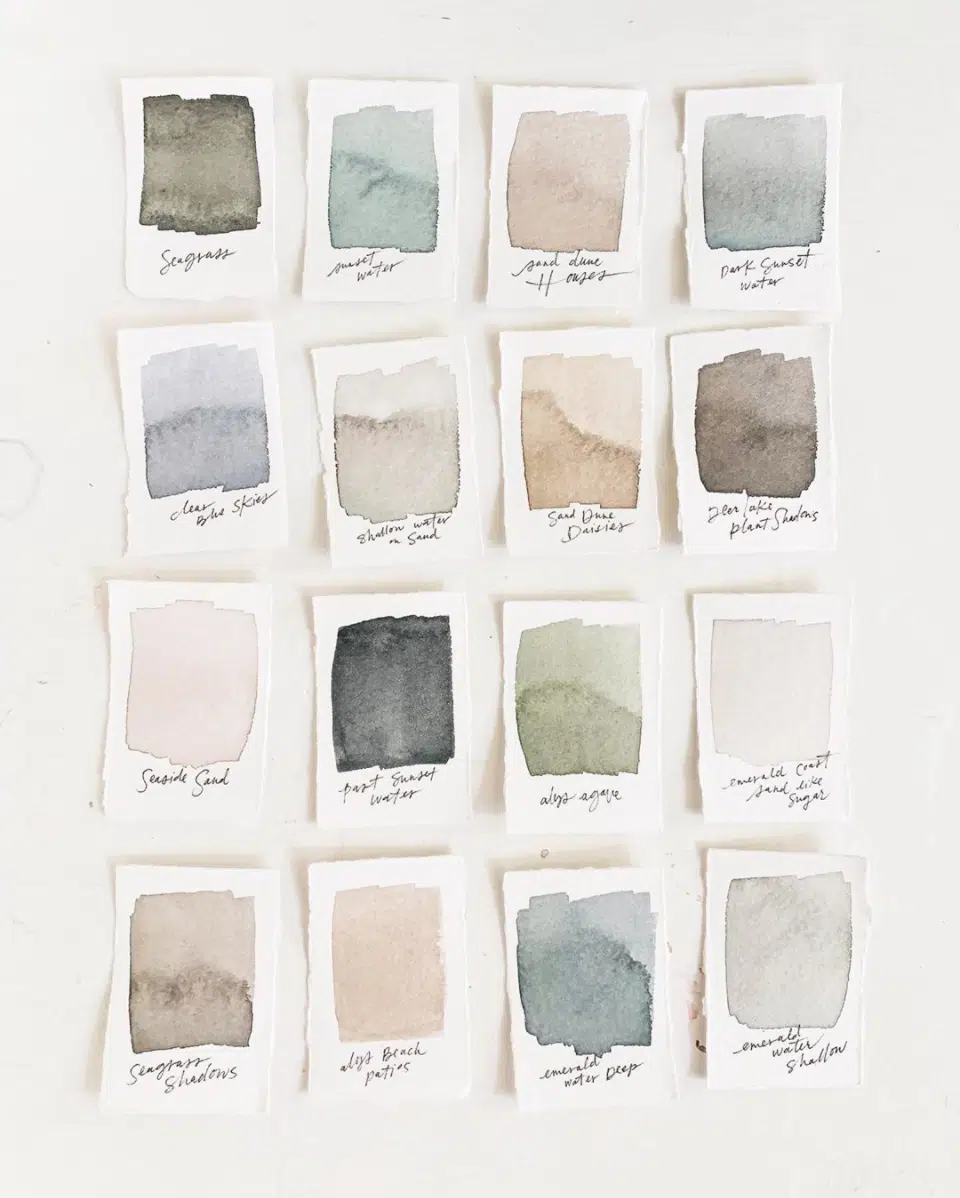 Seagrass
sunset
water
sand dune
Houses
Dark Sunset
water
clear
Blue Skies
Shallow water
on Sand
Sand Dune
Daisies
Deer Lake
plant Shadows
Seaside Sand
past Sunset
water
alys agave
emerald coast
sand like
Sugar
Seagrass
Shadows
alys Beach
patios
emerald
water Deep
emerald
water
Shallow